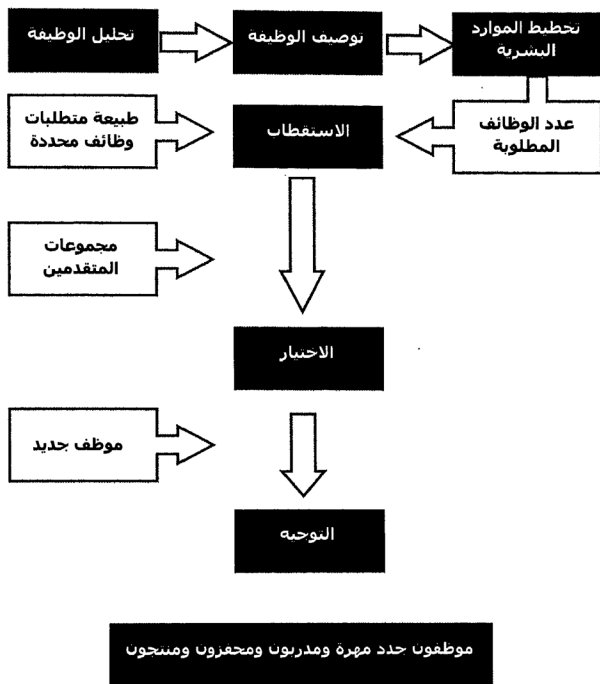 تحليل الوظيفة
توصيف الوظيفة
تخطيط الموارد
البشرية
طبيعة متطلبات
وظائف محددة
الاستقطاب
عدد الوظائف
المطلوبة
مجموعات
المتقدمين
الاختيار
موظف جديد
التوجيه
موظفون جدد مهرة ومدربون ومحفزون ومنتجون